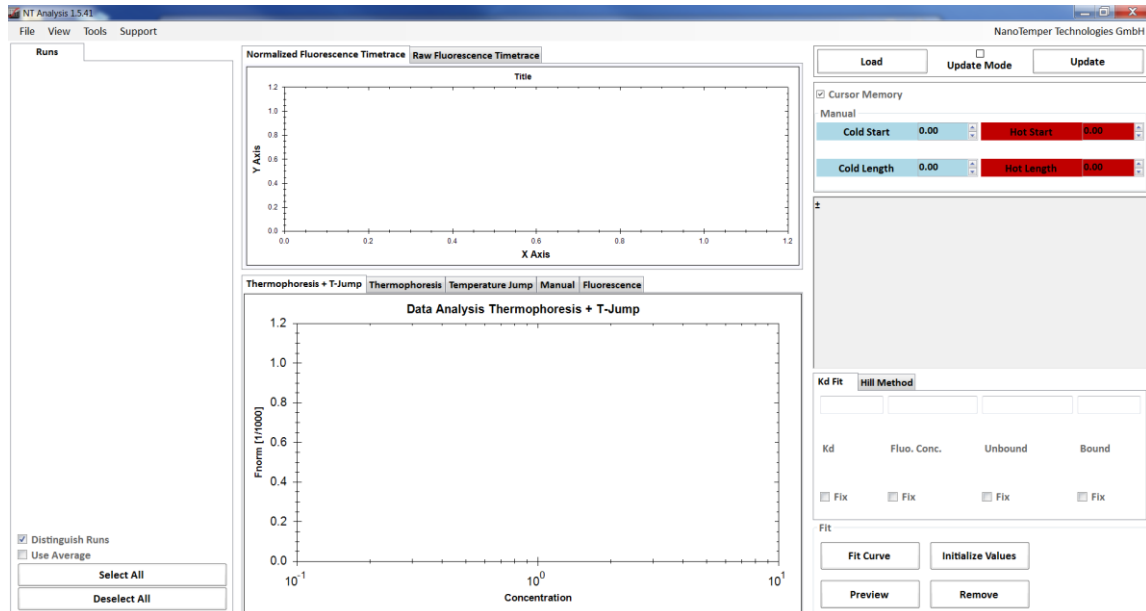 NT Analysis 1.5.41
File View Tools Support NanoTemper Technologies GmbH
Runs
Distinguish Runs
Use Average
Select All
Deselect All
Normalized Fluorescence Timetrace Raw Fluorescence Timetrace
Title
1.2
1.0
0.8
0.6
0.4
0.2
0.0
Y Axis
0.0 0.2 0.4 0.6 0.8 1.0 1.2
X Axis
Thermophoresis + T-Jump Thermophoresis Temperature Jump Manual Fluorescence
Data Analysis Thermophoresis + T-Jump
1.2
1.0
0.8
0.6
0.4
0.2
0.0
Fnorm [1/1000]
10-1 100 101
Concentration
Load Update Mode Update
Cursor Memory
Manual
Cold Start 0.00 Hot Start 0.00
Cold Length 0.00 Hot Length 0.00
±
Kd Fit Hill Method
Kd Fluo. Conc. Unbound Bound
Fix Fix Fix Fix
Fit
Fit Curve Initialize Values
Preview Remove